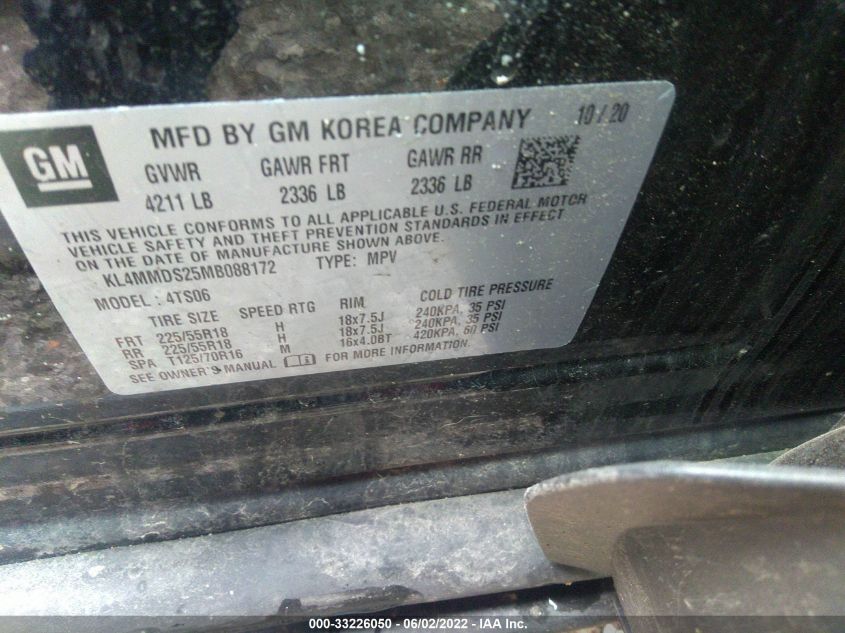 GM
MFD BY GM KOREA COMPANY 10 / 20
GVWR GAWR FRT GAWR RR
4211 LB 2336 LB 2336 LB
THIS VEHICLE CONFORMS TO ALL APPLICABLE U.S. FEDERAL MOTOR
VEHICLE SAFETY AND THEFT PREVENTION STANDARDS IN EFFECT
ON THE DATE OF MANUFACTURE SHOWN ABOVE.
KL4MMDS25MB088172 TYPE: MPV
MODEL : 4TS06
TIRE SIZE SPEED RTG RIM COLD TIRE PRESSURE
FRT 225/55R18 H 18x7.5J 240KPA, 35 PSI
RR 225/55R18 H 18x7.5J 240KPA, 35 PSI
SPA T125/70R16 M 16x4.0BT 420KPA, 60 PSI
SEE OWNER'S MANUAL FOR MORE INFORMATION.
000-33226050 - 06/02/2022 - IAA Inc.